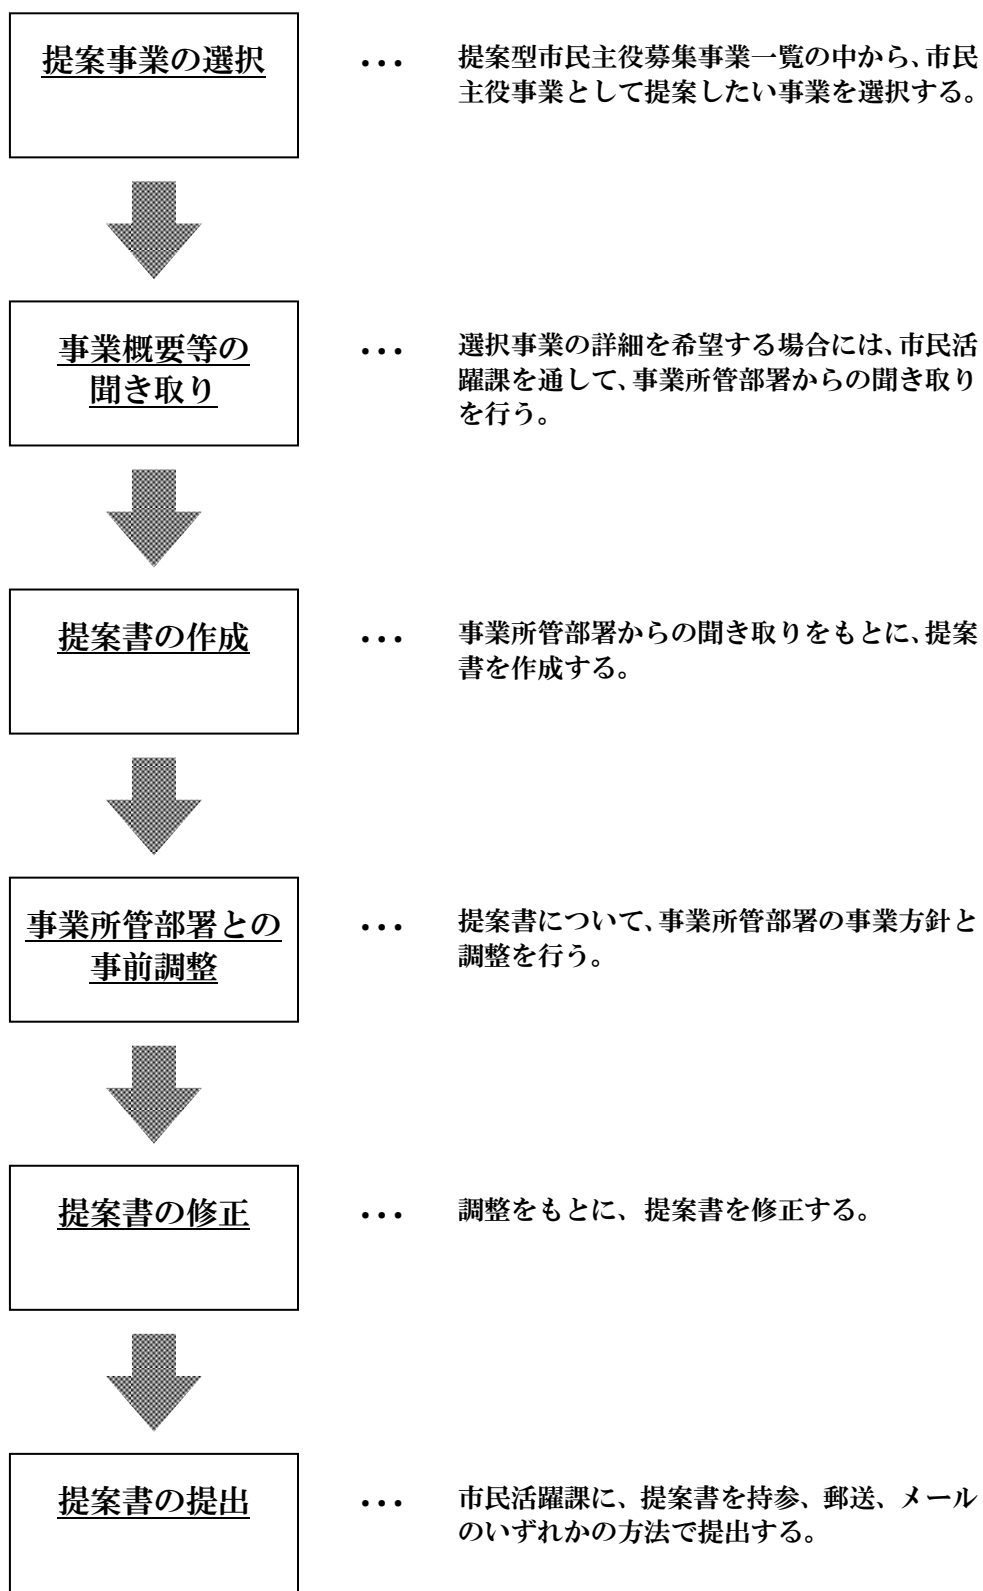 提案事業の選択
・・・
提案型市民主役募集事業一覧の中から、市民
主役事業として提案したい事業を選択する。
事業概要等の
聞き取り
・・・
選択事業の詳細を希望する場合には、市民活
躍課を通して、事業所管部署からの聞き取り
を行う。
提案書の作成
・・・
事業所管部署からの聞き取りをもとに、提案
書を作成する。
事業所管部署との
事前調整
・・・
提案書について、事業所管部署の事業方針と
調整を行う。
提案書の修正
・・・
調整をもとに、提案書を修正する。
提案書の提出
・・・
市民活躍課に、提案書を持参、郵送、メール
のいずれかの方法で提出する。